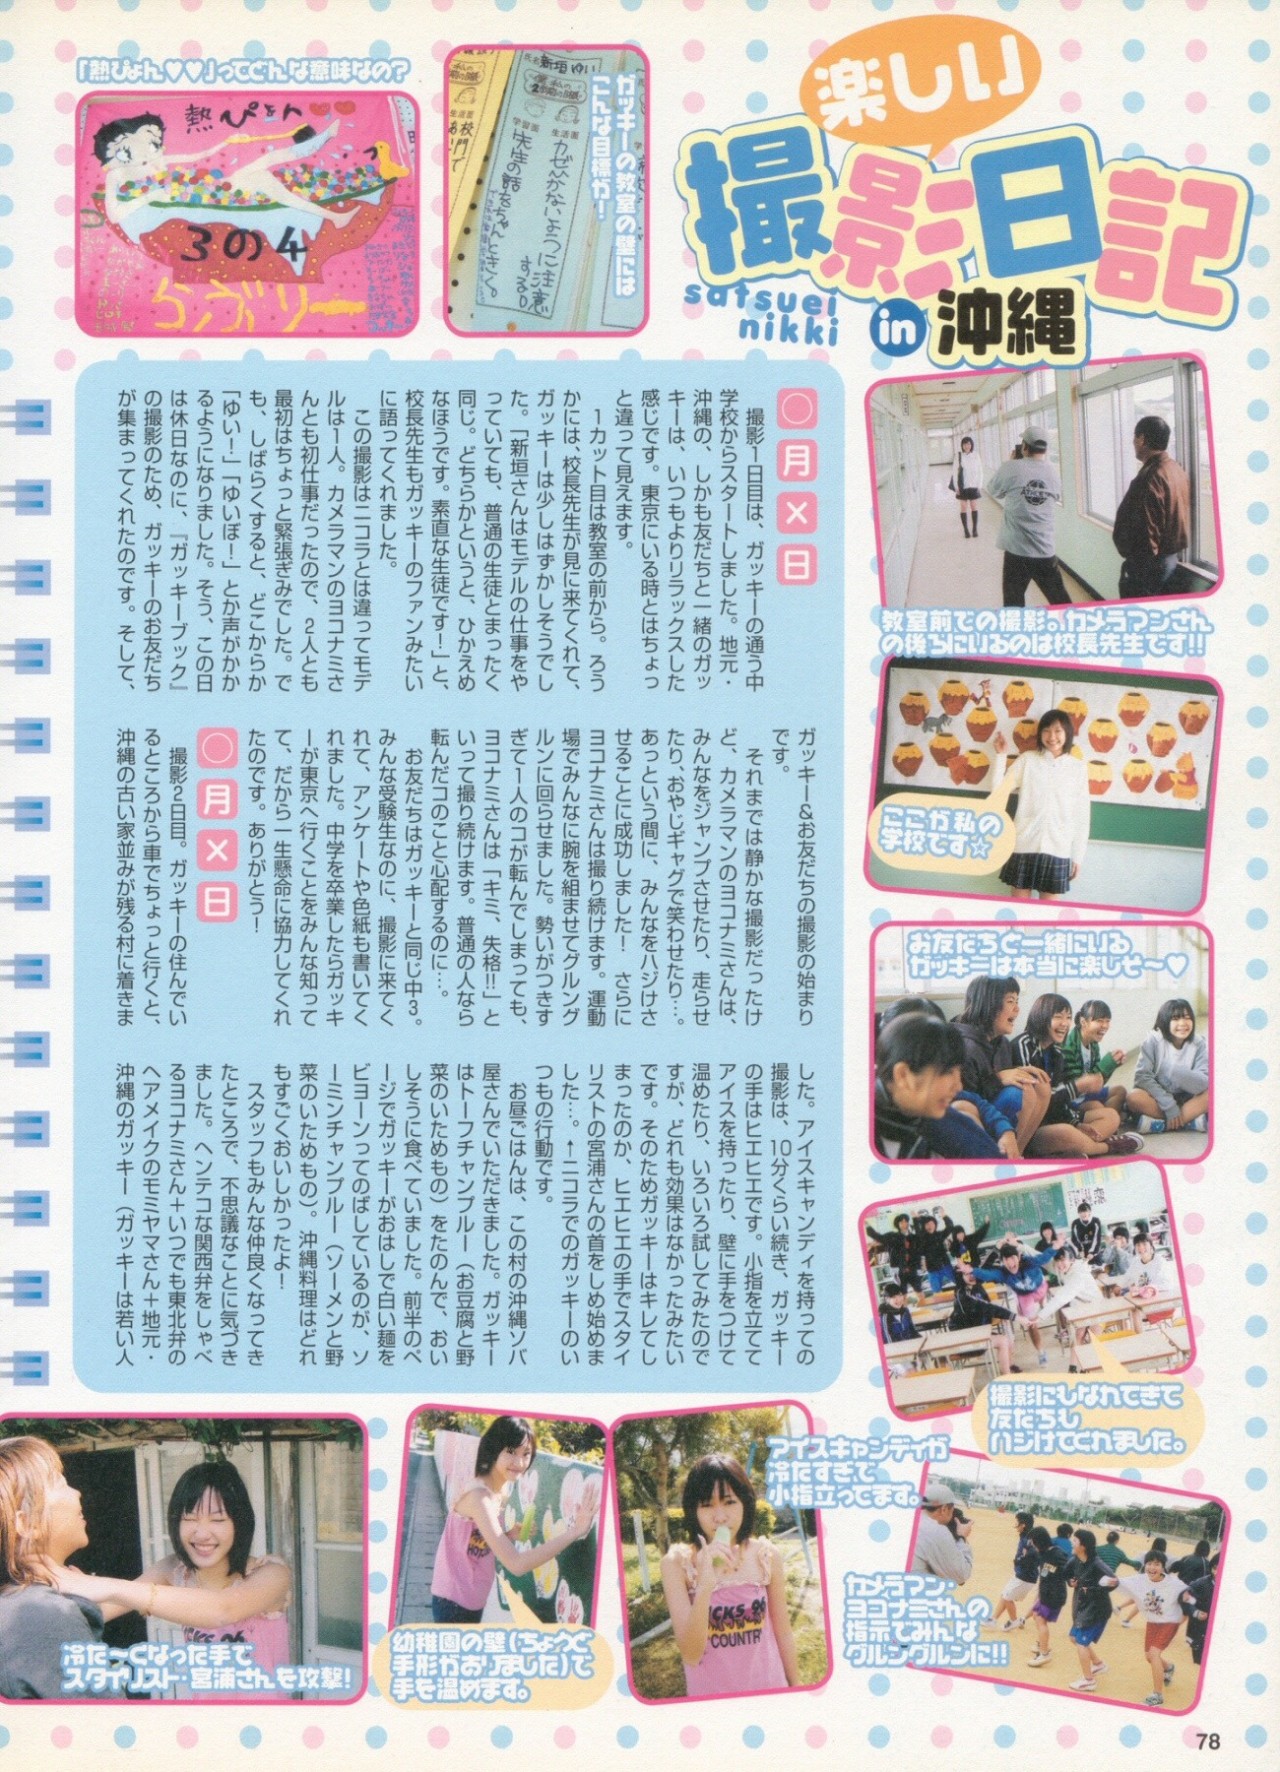 楽しい
撮影日記
satsuei
nikki
in 沖縄
「熱ぴょん♥♥」ってどんな意味なの?
熱ぴょん
3の4
ガッキーの教室の壁には
こんな目標が!
新垣ゆい
生活面
カゼひかないように注意
する。
学習面
先生の話をちゃんときく。
教室前での撮影。カメラマンさん
の後ろにいるのは校長先生です!!
ここが私の
学校です☆
お友だちと一緒にいる
ガッキーは本当に楽しそ〜♥
撮影にもなれてきて
友だちも
ハジけてくれました。
カメラマン・
ヨコナミさんの
指示でみんな
グルングルンに!!
○月×日
撮影1日目は、ガッキーの通う中
学校からスタートしました。地元・
沖縄の、しかも友だちと一緒のガッ
キーは、いつもよりリラックスした
感じです。東京にいる時とはちょっ
と違って見えます。
1カット目は教室の前から。ろう
かには、校長先生が見に来てくれて、
ガッキーは少しはずかしそうでし
た。「新垣さんはモデルの仕事をや
っていても、普通の生徒とまったく
同じ。どちらかというと、ひかえめ
なほうです。素直な生徒です!」と、
校長先生もガッキーのファンみたい
に語ってくれました。
この撮影はニコラとは違ってモデ
ルは1人。カメラマンのヨコナミさ
んとも初仕事だったので、2人とも
最初はちょっと緊張ぎみでした。で
も、しばらくすると、どこからか
「ゆい!」「ゆいぼ!」とか声がかか
るようになりました。そう、この日
は休日なのに、『ガッキーブック』
の撮影のため、ガッキーのお友だち
が集まってくれたのです。そして、
ガッキー&お友だちの撮影の始まり
です。
それまでは静かな撮影だったけ
ど、カメラマンのヨコナミさんは、
みんなをジャンプさせたり、走らせ
たり、おやじギャグで笑わせたり…。
あっという間に、みんなをハジけさ
せることに成功しました! さらに
ヨコナミさんは撮り続けます。運動
場でみんなに腕を組ませてグルング
ルンに回らせました。勢いがつきす
ぎて1人のコが転んでしまっても、
ヨコナミさんは「キミ、失格!!」と
いって撮り続けます。普通の人なら
転んだコのこと心配するのに…。
お友だちはガッキーと同じ中3。
みんな受験生なのに、撮影に来てく
れて、アンケートや色紙も書いてく
れました。中学を卒業したらガッキ
ーが東京へ行くことをみんな知って
て、だから一生懸命に協力してくれ
たのです。ありがとう!
○月×日
撮影2日目。ガッキーの住んでい
るところから車でちょっと行くと、
沖縄の古い家並みが残る村に着きま
した。アイスキャンディを持っての
撮影は、10分くらい続き、ガッキー
の手はヒエヒエです。小指を立てて
アイスを持ったり、壁に手をつけて
温めたり、いろいろ試してみたので
すが、どれも効果はなかったみたい
です。そのためガッキーはキレてし
まったのか、ヒエヒエの手でスタイ
リストの宮浦さんの首をしめ始めま
した…。←ニコラでのガッキーのい
つもの行動です。
お昼ごはんは、この村の沖縄ソバ
屋さんでいただきました。ガッキー
はトーフチャンプルー(お豆腐と野
菜のいためもの)をたのんで、おい
しそうに食べていました。前半のペ
ージでガッキーがおはしで白い麺を
ビヨーンってのばしているのが、ソ
ーミンチャンプルー(ソーメンと野
菜のいためもの)。沖縄料理はどれ
もすごくおいしかったよ!
スタッフもみんな仲良くなってき
たところで、不思議なことに気づき
ました。ヘンテコな関西弁をしゃべ
るヨコナミさん+いつでも東北弁の
ヘアメイクのモミヤマさん+地元・
沖縄のガッキー(ガッキーは若い人
冷た〜くなった手で
スタイリスト・宮浦さんを攻撃!
幼稚園の壁(ちょうど
手形がありました)で
手を温めます。
アイスキャンディが
冷たすぎて
小指立ってます。
78